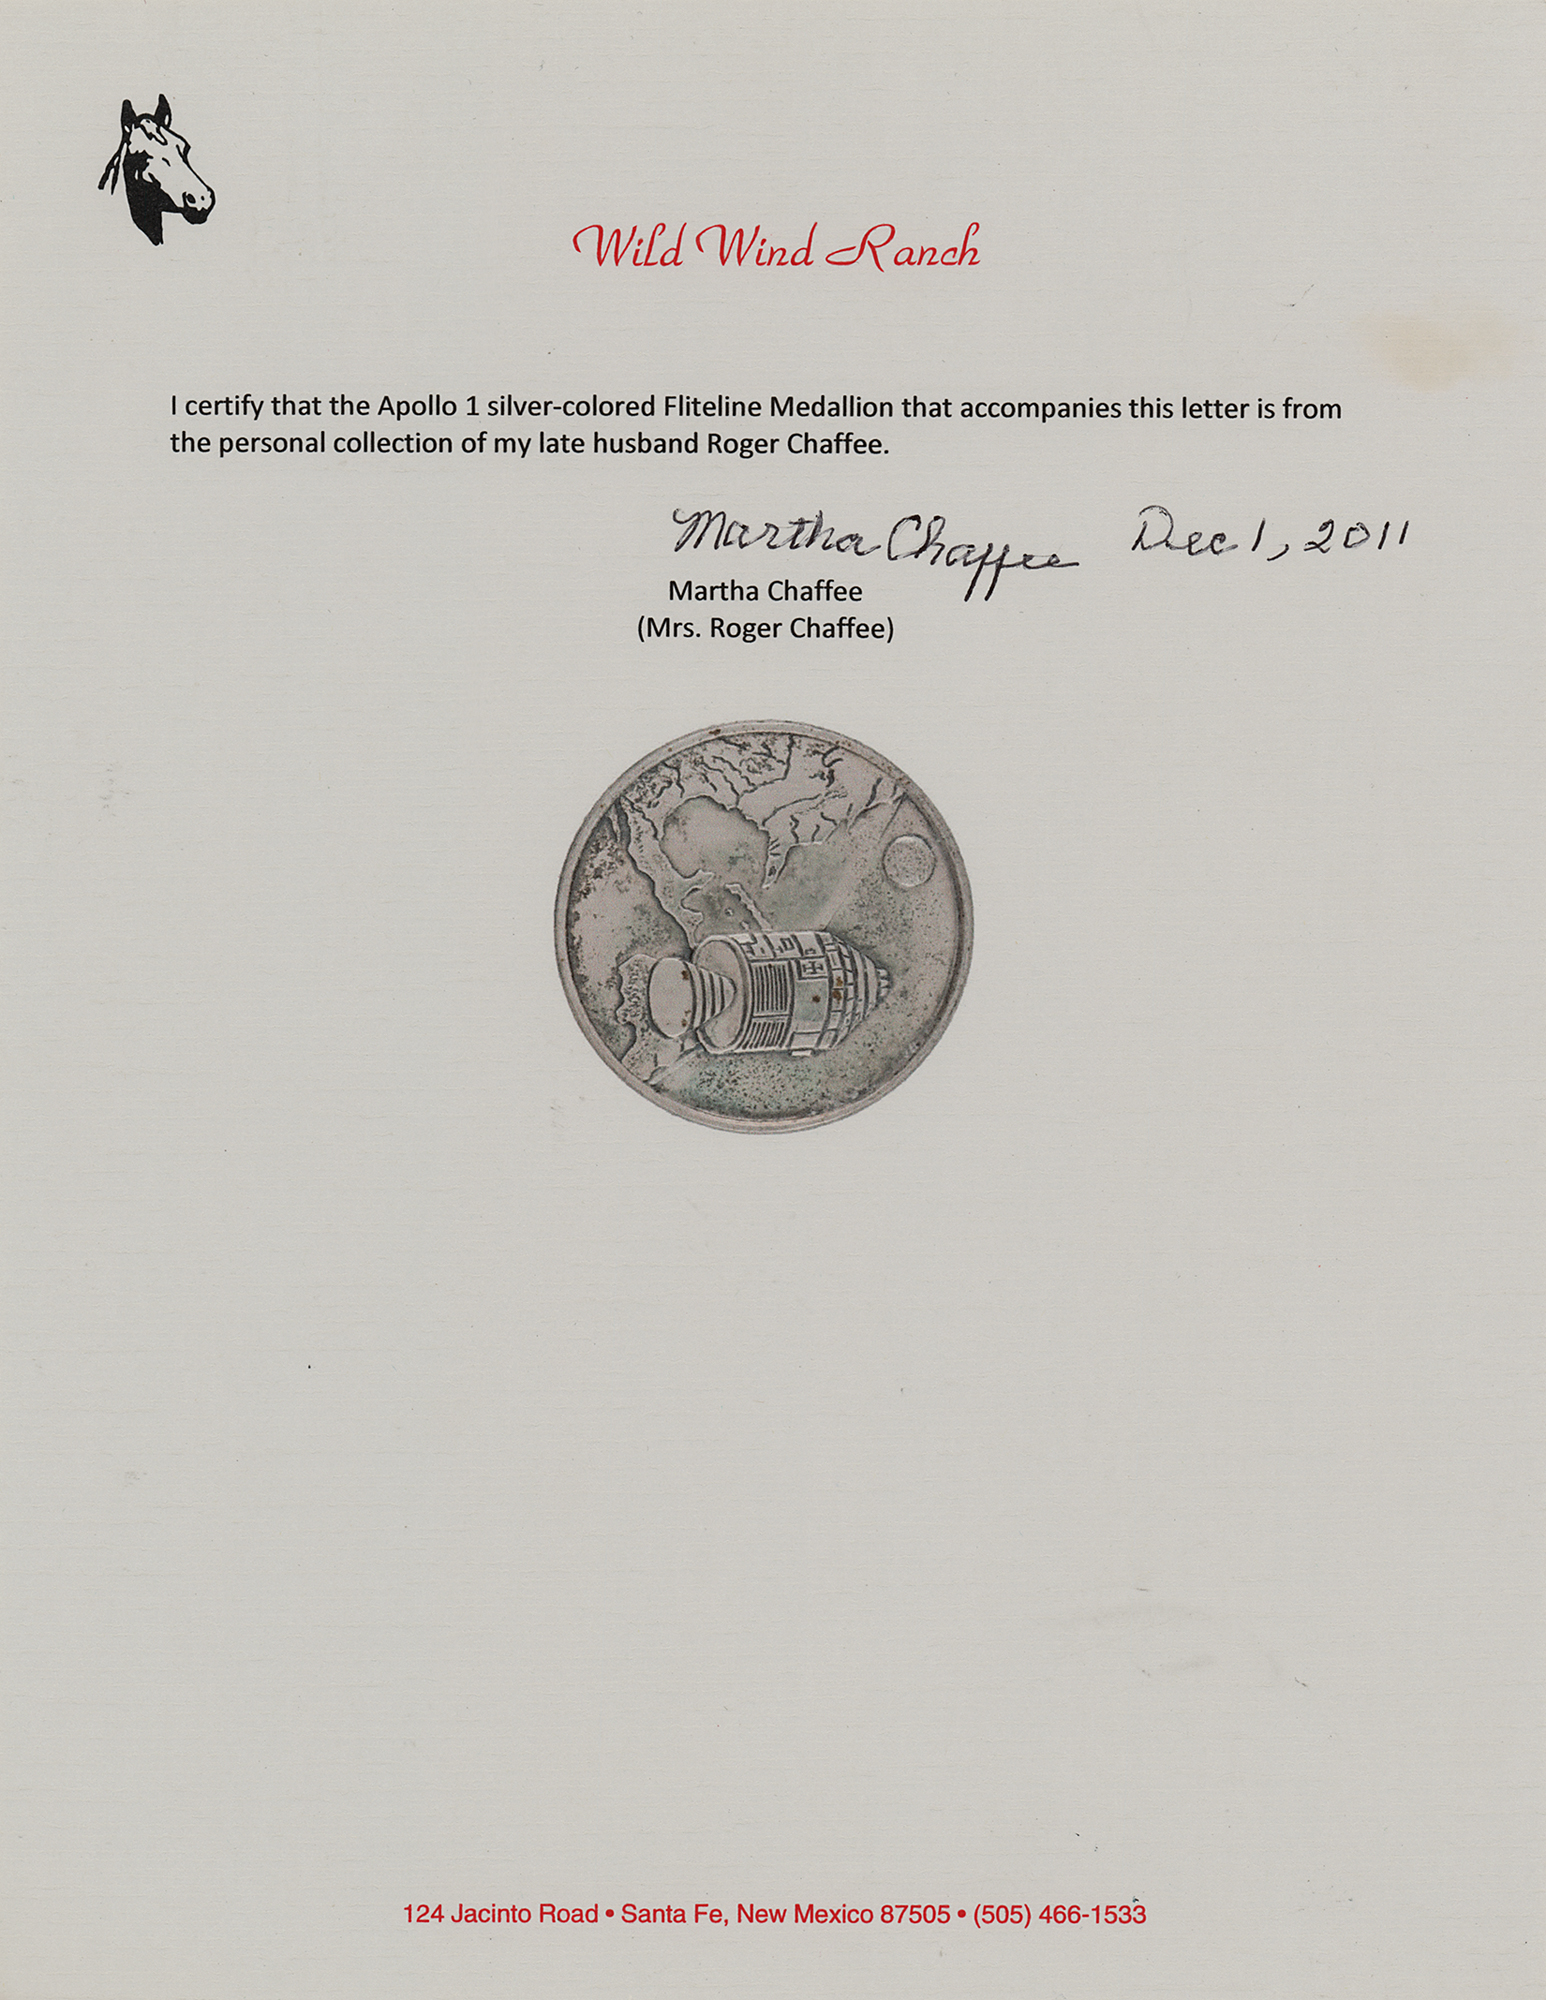 Wild Wind Ranch
I certify that the Apollo 1 silver-colored Fliteline Medallion that accompanies this letter is from
the personal collection of my late husband Roger Chaffee.
Martha Chaffee Dec 1, 2011
Martha Chaffee
(Mrs. Roger Chaffee)
124 Jacinto Road • Santa Fe, New Mexico 87505 • (505) 466-1533